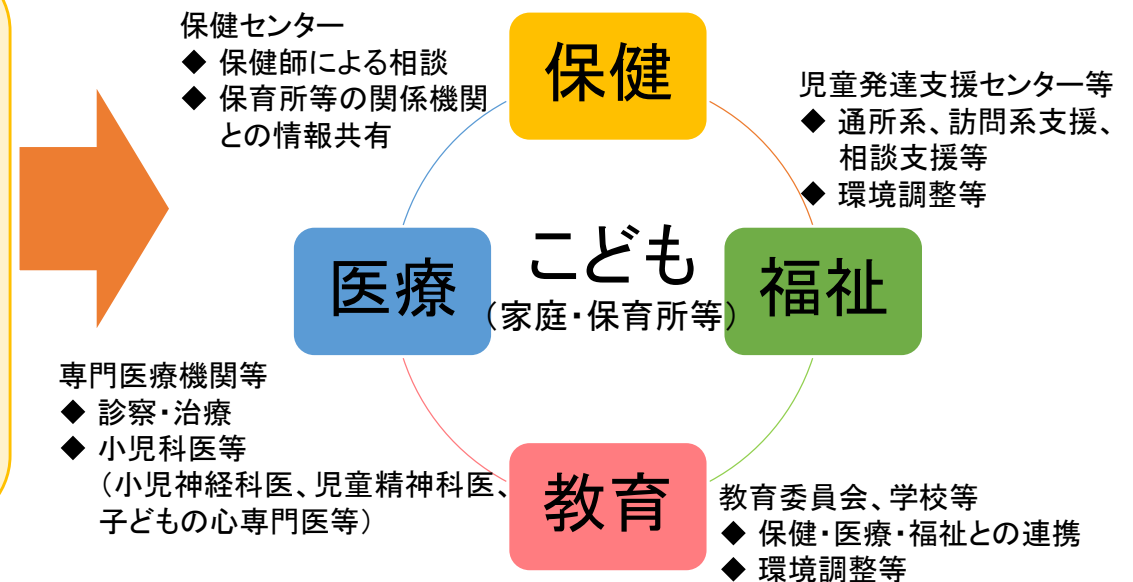 保健センター
◆ 保健師による相談
◆ 保育所等の関係機関
との情報共有
保健
児童発達支援センター等
◆ 通所系、訪問系支援、
相談支援等
◆ 環境調整等
医療
こども
（家庭・保育所等）
福祉
専門医療機関等
◆ 診察・治療
◆ 小児科医等
（小児神経科医、児童精神科医、
子どもの心専門医等）
教育
教育委員会、学校等
◆ 保健・医療・福祉との連携
◆ 環境調整等